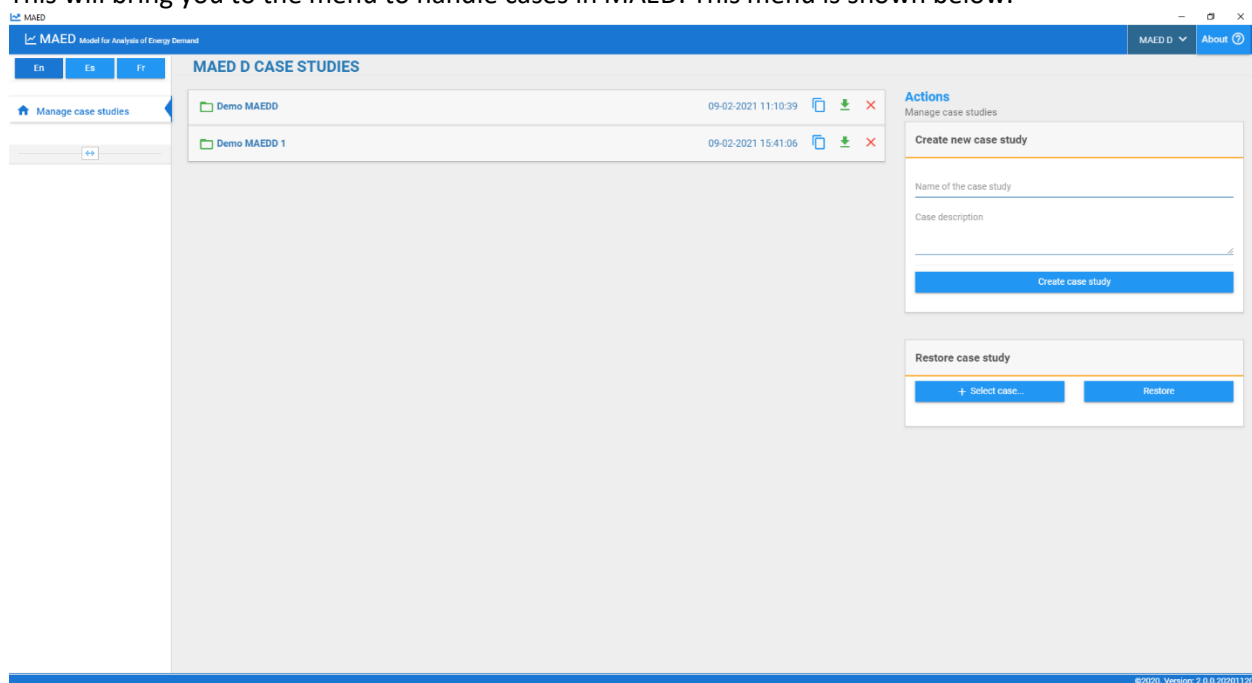 This will bring you to the menu to handle cases in MAED. This menu is shown below.
MAED
MAED Model for Analysis of Energy Demand
MAED D
About
En Es Fr
MAED D CASE STUDIES
Manage case studies
Demo MAEDD 09-02-2021 11:10:39
Demo MAEDD 1 09-02-2021 15:41:06
Actions
Manage case studies
Create new case study
Name of the case study
Case description
Create case study
Restore case study
+ Select case... Restore
©2020, Version: 2.0.0.20201120